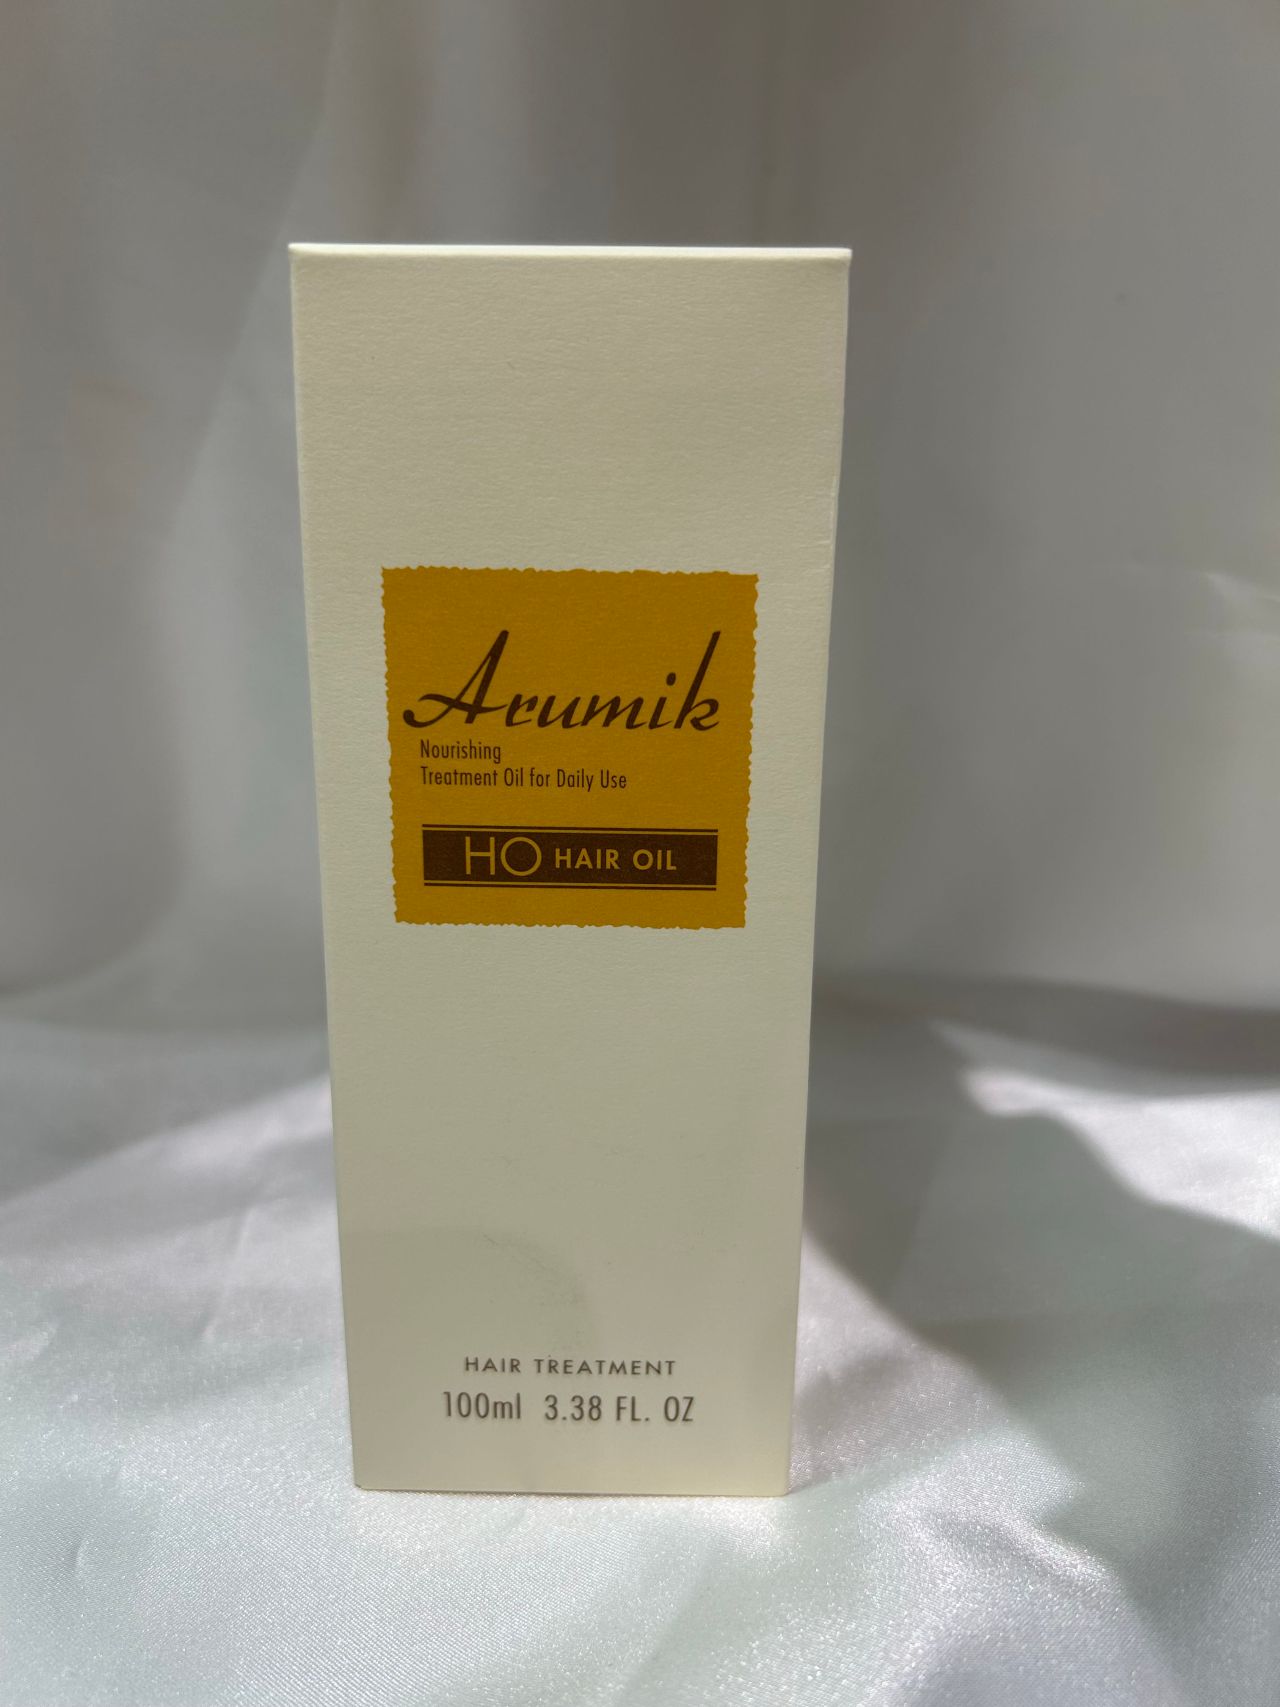 Arumik
Nourishing
Treatment Oil for Daily Use
HO HAIR OIL
HAIR TREATMENT
100ml 3.38 FL. OZ